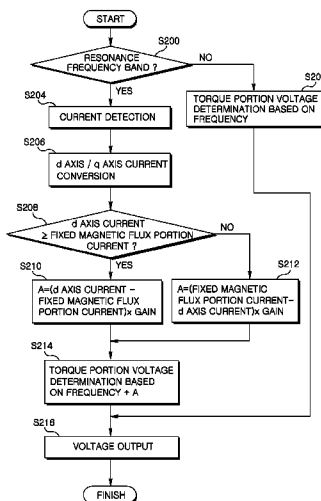 START
S200
RESONANCE
FREQUENCY BAND ?
NO
YES
S20
TORQUE PORTION VOLTAGE
DETERMINATION BASED ON
FREQUENCY
S204
CURRENT DETECTION
S206
d AXIS / q AXIS CURRENT
CONVERSION
S208
d AXIS CURRENT
≥ FIXED MAGNETIC FLUX PORTION
CURRENT ?
NO
YES
S210
A=(d AXIS CURRENT –
FIXED MAGNETIC FLUX
PORTION CURRENT)x GAIN
S212
A=(FIXED MAGNETIC
FLUX PORTION CURRENT–
d AXIS CURRENT)x GAIN
S214
TORQUE PORTION VOLTAGE
DETERMINATION BASED
ON FREQUENCY + A
S216
VOLTAGE OUTPUT
FINISH